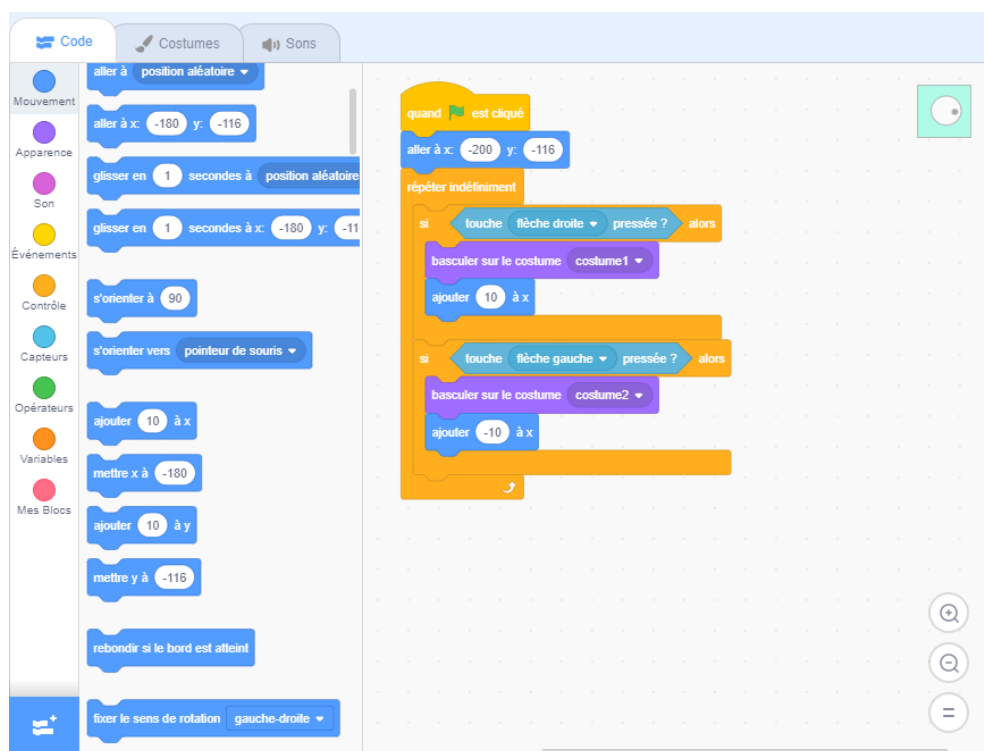 Code
Costumes
Sons
Mouvement
Apparence
Son
Événements
Contrôle
Capteurs
Opérateurs
Variables
Mes Blocs
aller à position aléatoire
aller à x: -180 y: -116
glisser en 1 secondes à position aléatoire
glisser en 1 secondes à x: -180 y: -11
s'orienter à 90
s'orienter vers pointeur de souris
ajouter 10 à x
mettre x à -180
ajouter 10 à y
mettre y à -116
rebondir si le bord est atteint
fixer le sens de rotation gauche-droite
quand est cliqué
aller à x: -200 y: -116
répéter indéfiniment
si touche flèche droite pressée ? alors
basculer sur le costume costume1
ajouter 10 à x
si touche flèche gauche pressée ? alors
basculer sur le costume costume2
ajouter -10 à x